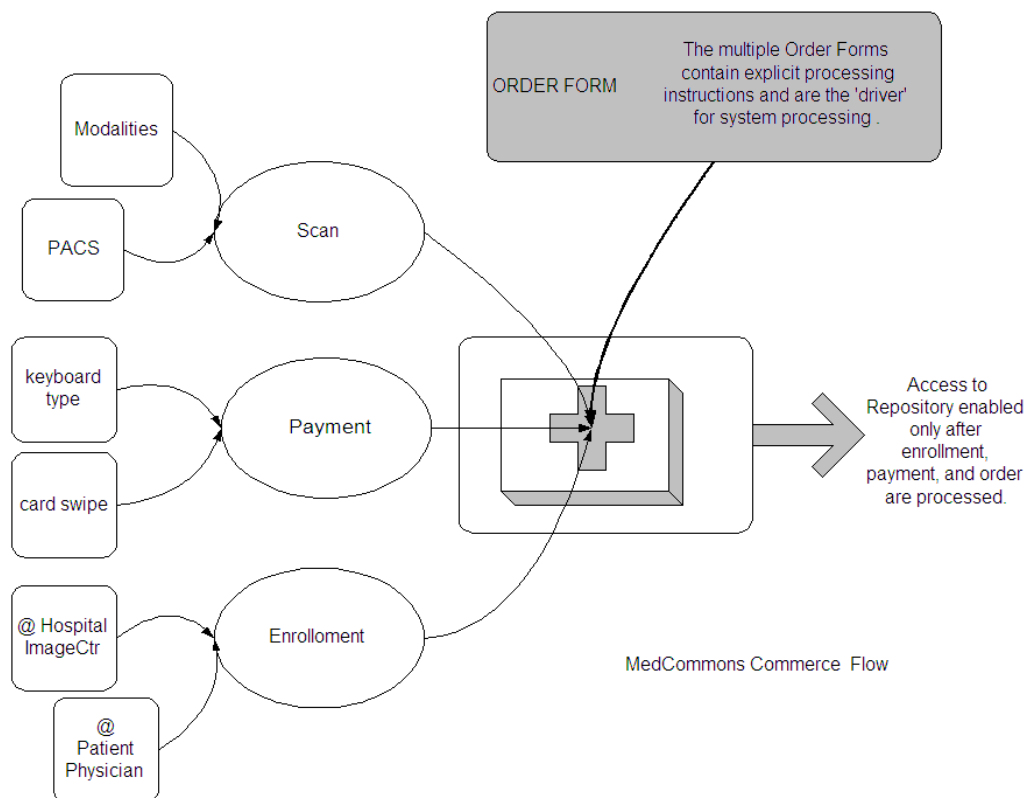 ORDER FORM
The multiple Order Forms
contain explicit processing
instructions and are the 'driver'
for system processing .
Modalities
PACS
Scan
keyboard
type
card swipe
Payment
Access to
Repository enabled
only after
enrollment,
payment, and order
are processed.
@ Hospital
ImageCtr
@
Patient
Physician
Enrolloment
MedCommons Commerce  Flow